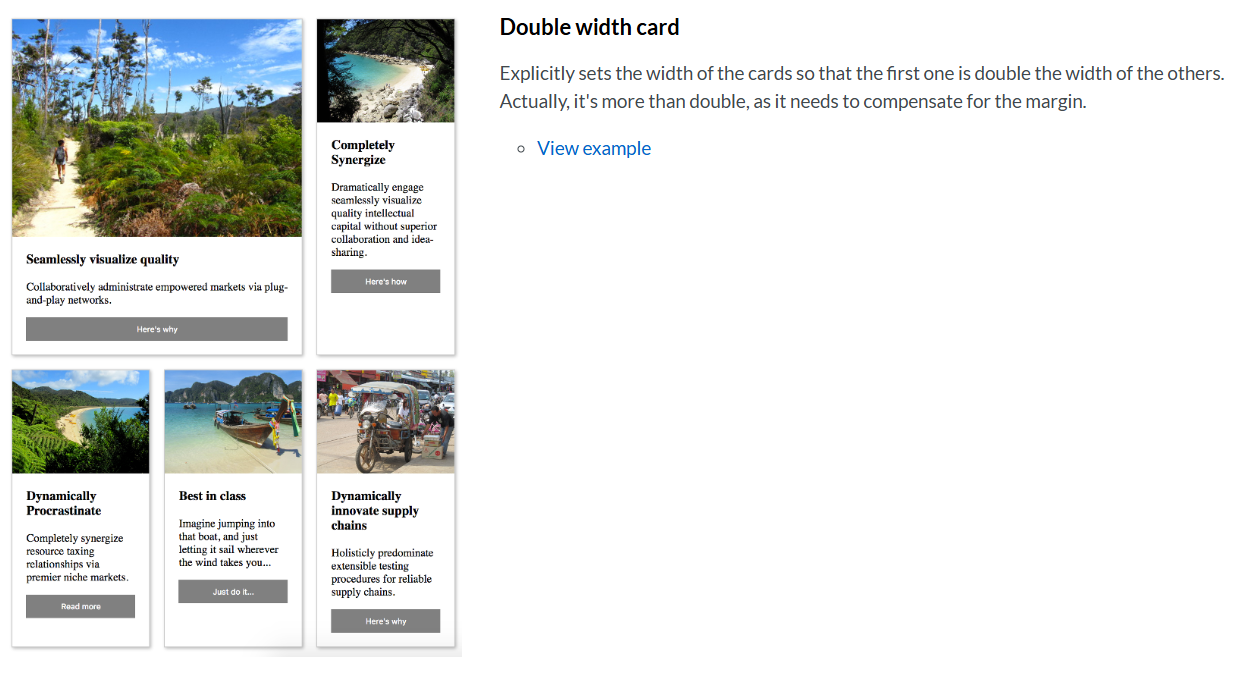 Double width card
Explicitly sets the width of the cards so that the first one is double the width of the others.
Actually, it's more than double, as it needs to compensate for the margin.
View example
Seamlessly visualize quality
Collaboratively administrate empowered markets via plug-
and-play networks.
Here's why
Completely
Synergize
Dramatically engage
seamlessly visualize
quality intellectual
capital without superior
collaboration and idea-
sharing.
Here's how
Dynamically
Procrastinate
Completely synergize
resource taxing
relationships via
premier niche markets.
Read more
Best in class
Imagine jumping into
that boat, and just
letting it sail wherever
the wind takes you...
Just do it...
Dynamically
innovate supply
chains
Holisticly predominate
extensible testing
procedures for reliable
supply chains.
Here's why